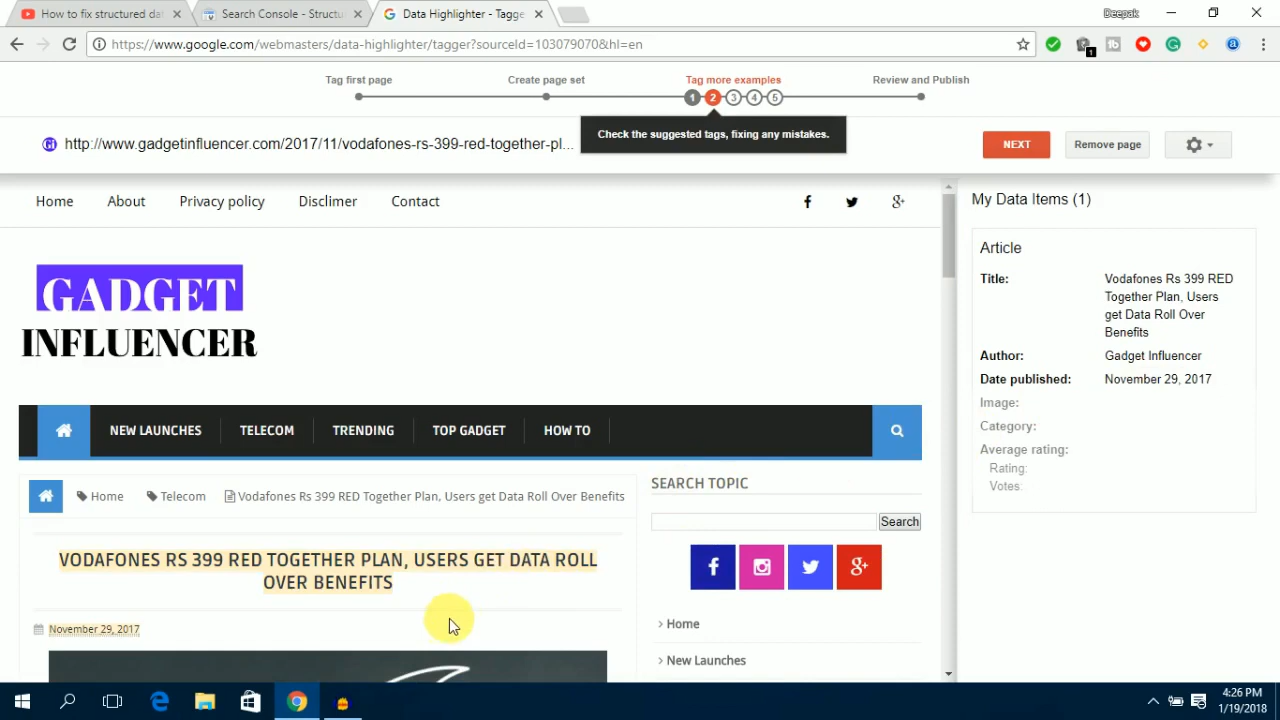 How to fix structured dat
Search Console - Structu
Data Highlighter - Tagge
Deepak
https://www.google.com/webmasters/data-highlighter/tagger?sourceId=103079070&hl=en
Tag first page
Create page set
Tag more examples
Review and Publish
1 2 3 4 5
Check the suggested tags, fixing any mistakes.
http://www.gadgetinfluencer.com/2017/11/vodafones-rs-399-red-together-pl...
NEXT
Remove page
Home About Privacy policy Disclimer Contact
My Data Items (1)
GADGET
INFLUENCER
Article
Title: Vodafones Rs 399 RED
Together Plan, Users
get Data Roll Over
Benefits
Author: Gadget Influencer
Date published: November 29, 2017
Image:
Category:
Average rating:
Rating:
Votes:
NEW LAUNCHES TELECOM TRENDING TOP GADGET HOW TO
Home Telecom Vodafones Rs 399 RED Together Plan, Users get Data Roll Over Benefits
SEARCH TOPIC
Search
VODAFONES RS 399 RED TOGETHER PLAN, USERS GET DATA ROLL
OVER BENEFITS
November 29, 2017
Home
New Launches
4:26 PM
1/19/2018